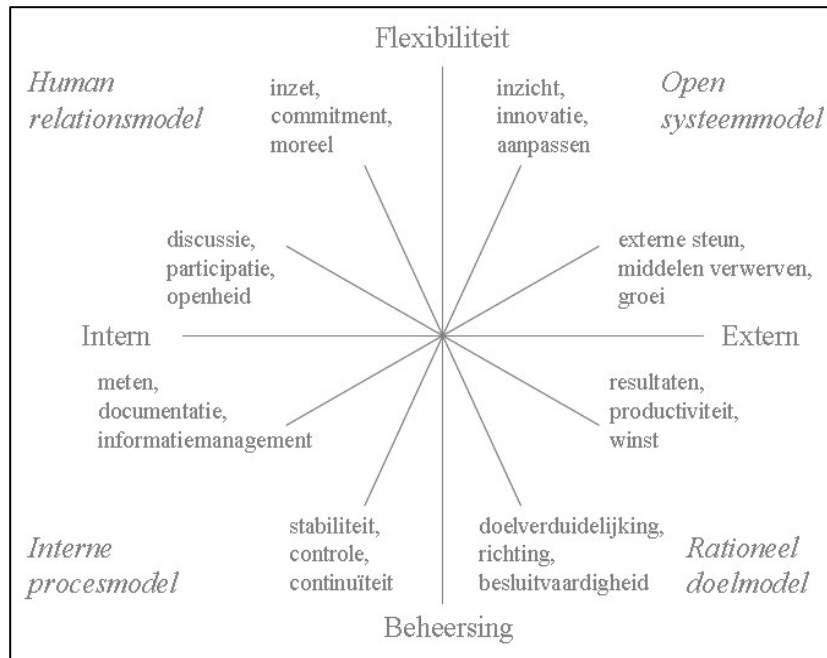 Flexibiliteit
Human
relationsmodel
inzet,
commitment,
moreel
inzicht,
innovatie,
aanpassen
Open
systeemmodel
discussie,
participatie,
openheid
externe steun,
middelen verwerven,
groei
Intern
Extern
meten,
documentatie,
informatiemanagement
resultaten,
productiviteit,
winst
Interne
procesmodel
stabiliteit,
controle,
continuïteit
doelverduidelijking,
richting,
besluitvaardigheid
Rationeel
doelmodel
Beheersing